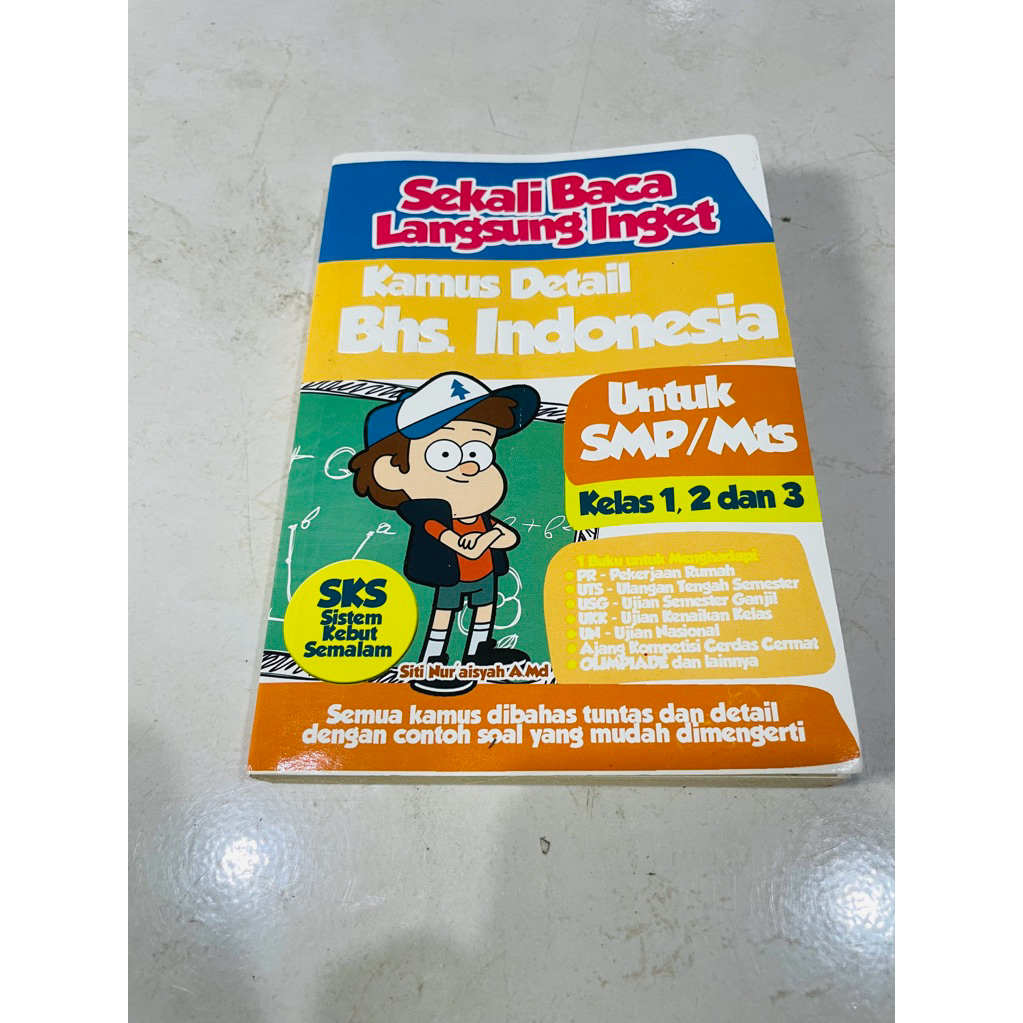 Sekali Baca
Langsung Inget
Kamus Detail
Bhs. Indonesia
Untuk
SMP/Mts
Kelas 1, 2 dan 3
1 Buku untuk Menghadapi
PR - Pekerjaan Rumah
UTS - Ulangan Tengah Semester
USG - Ujian Semester Ganjil
UKK - Ujian Kenaikan Kelas
UN - Ujian Nasional
Ajang Kompetisi Cerdas Cermat
OLIMPIADE dan lainnya
SKS
Sistem
Kebut
Semalam
Siti Nur'aisyah A.Md
Semua kamus dibahas tuntas dan detail
dengan contoh soal yang mudah dimengerti